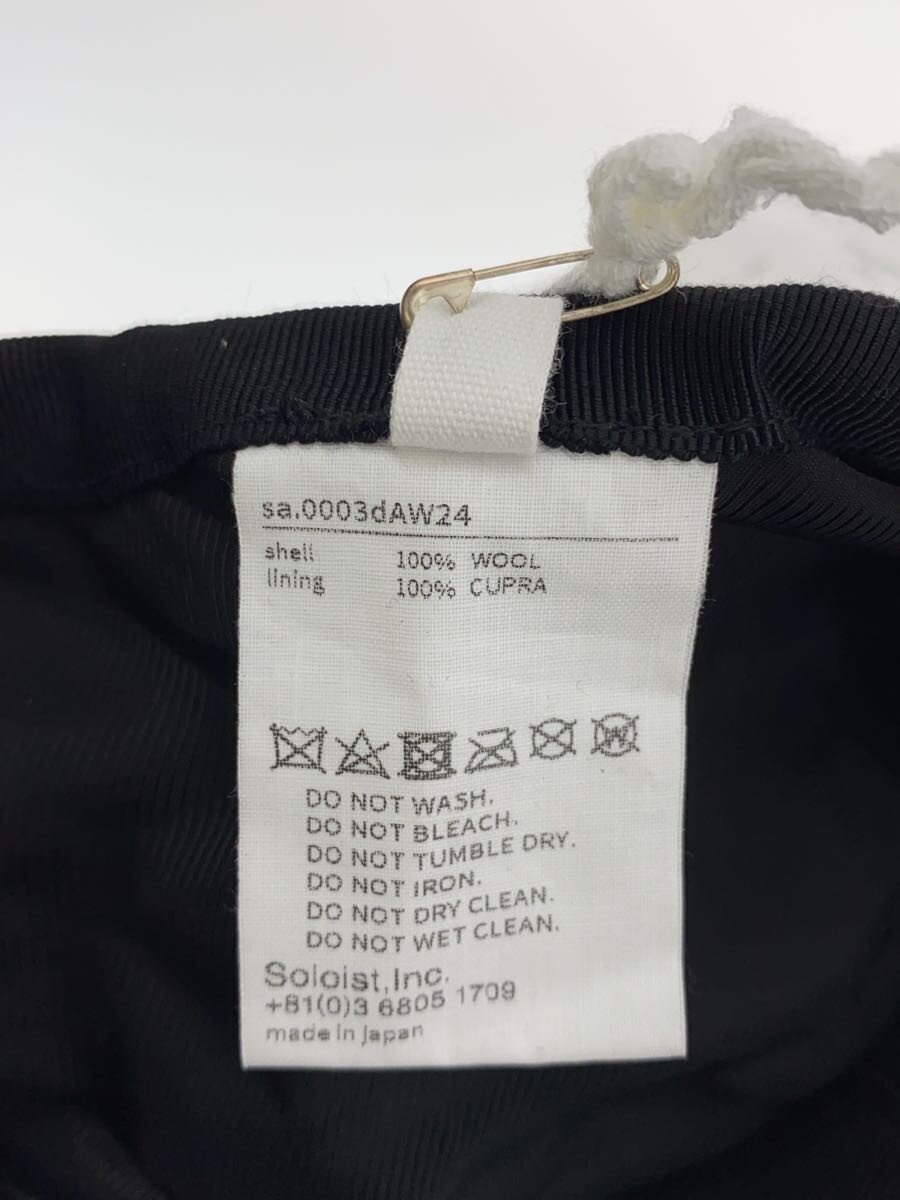 sa.0003dAW24
shell 100% WOOL
lining 100% CUPRA
W
DO NOT WASH.
DO NOT BLEACH.
DO NOT TUMBLE DRY.
DO NOT IRON.
DO NOT DRY CLEAN.
DO NOT WET CLEAN.
Soloist,Inc.
+81(0)3 6805 1709
made in Japan